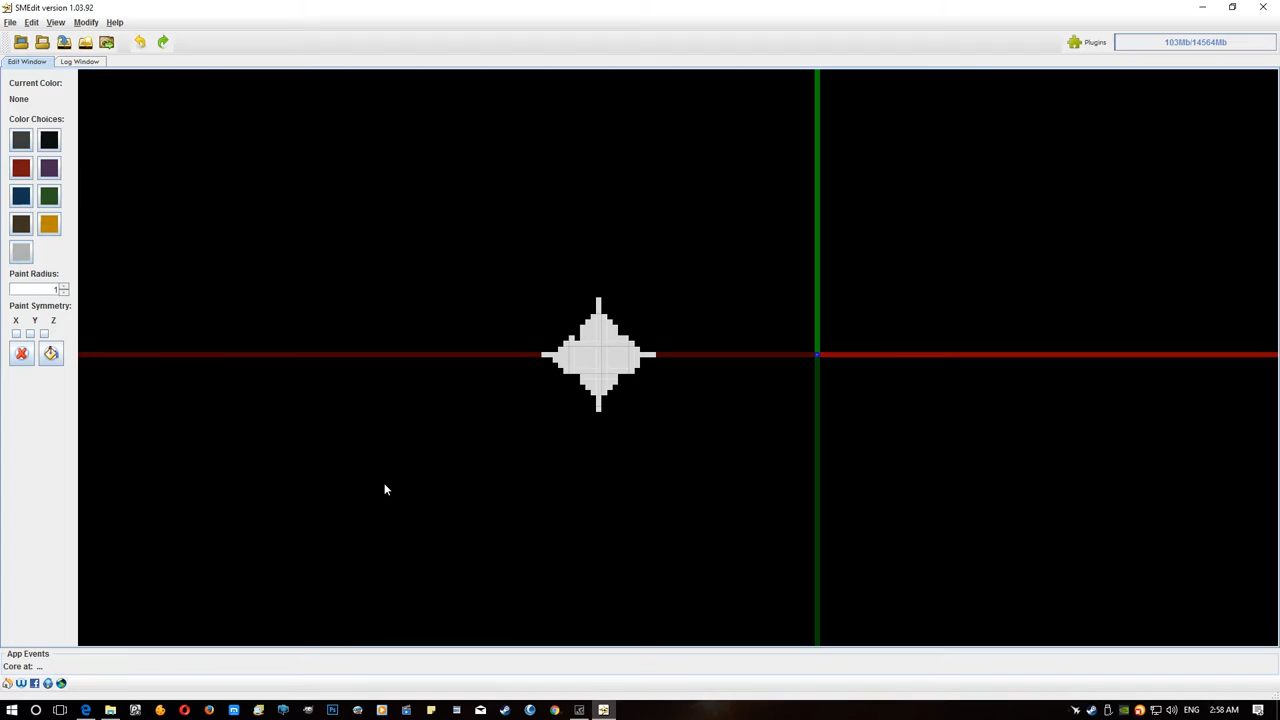 SMEdit version 1.03.92
File Edit View Modify Help
Plugins 103Mb/14564Mb
Edit Window Log Window
Current Color:
None
Color Choices:
Paint Radius:
1
Paint Symmetry:
X Y Z
App Events
Core at: ...
ENG 2:58 AM